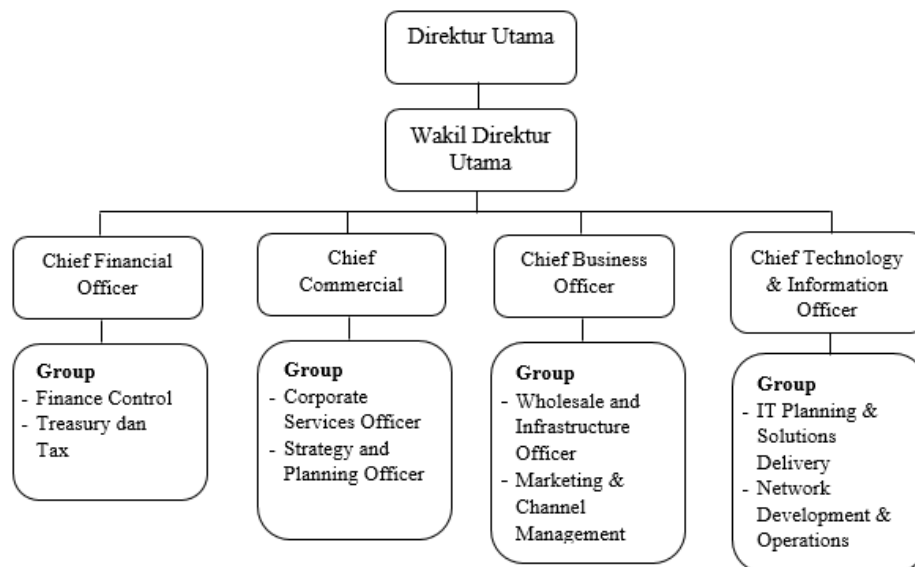 Direktur Utama
Wakil Direktur
Utama
Chief Financial
Officer
Chief
Commercial
Chief Business
Officer
Chief Technology
& Information
Officer
Group
- Finance Control
- Treasury dan
Tax
Group
- Corporate
Services Officer
- Strategy and
Planning Officer
Group
- Wholesale and
Infrastructure
Officer
- Marketing &
Channel
Management
Group
- IT Planning &
Solutions
Delivery
- Network
Development &
Operations